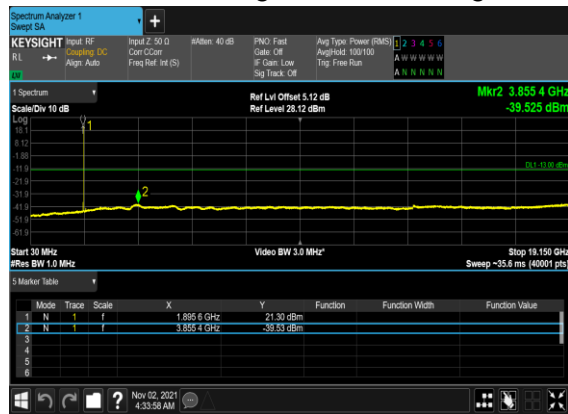 Spectrum Analyzer 1
Swept SA
+
KEYSIGHT Input: RF Input Z: 50 Ω #Atten: 40 dB PNO: Fast Avg Type: Power (RMS) 1 2 3 4 5 6
RL Coupling: DC Corr CCorr Gate: Off Avg|Hold: 100/100 A W W W W W
Align: Auto Freq Ref: Int (S) IF Gain: Low Trig: Free Run
Sig Track: Off A N N N N N
1 Spectrum Ref Lvl Offset 5.12 dB Mkr2 3.855 4 GHz
Scale/Div 10 dB Ref Level 28.12 dBm -39.525 dBm
Log
18.1 1
8.12
-1.88
-11.9 DL1 -13.00 dBm
-21.9
-31.9 2
-41.9
-51.9
-61.9
Start 30 MHz Video BW 3.0 MHz* Stop 19.150 GHz
#Res BW 1.0 MHz Sweep ~35.6 ms (40001 pts)
5 Marker Table
Mode Trace Scale X Y Function Function Width Function Value
1 N 1 f 1.895 6 GHz 21.30 dBm
2 N 1 f 3.855 4 GHz -39.53 dBm
3
4
5
6
? Nov 02, 2021
4:33:58 AM